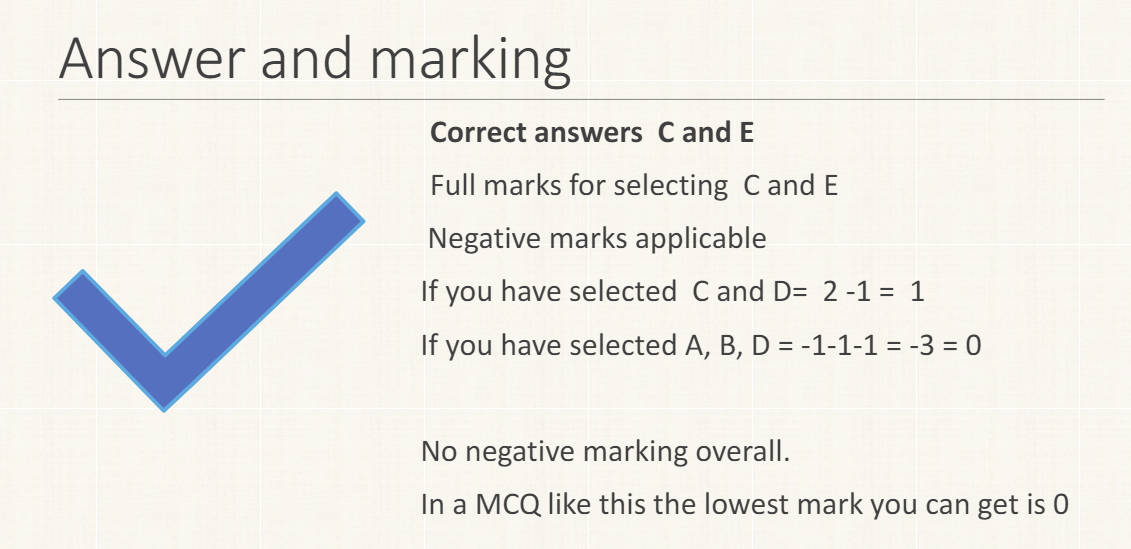 Answer and marking
Correct answers  C and E
Full marks for selecting  C and E
Negative marks applicable
If you have selected  C and D=  2 -1 =  1
If you have selected A, B, D = -1-1-1 = -3 = 0
No negative marking overall.
In a MCQ like this the lowest mark you can get is 0